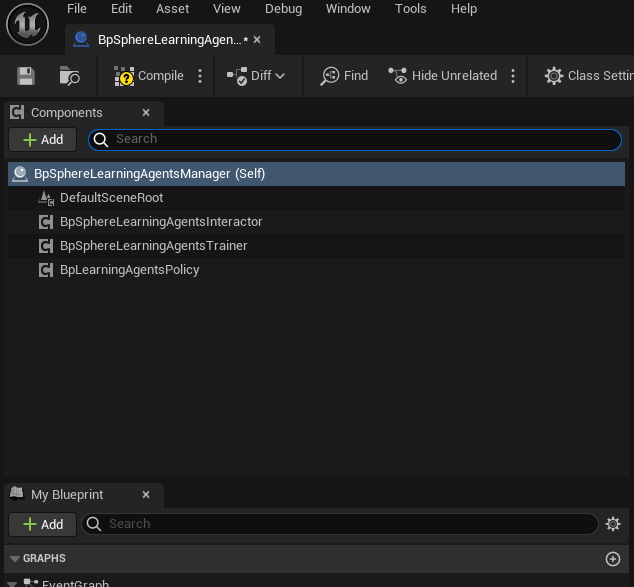 File Edit Asset View Debug Window Tools Help
BpSphereLearningAgen...* ×
Compile Diff Find Hide Unrelated Class Settin
Components ×
+ Add Search
BpSphereLearningAgentsManager (Self)
DefaultSceneRoot
BpSphereLearningAgentsInteractor
BpSphereLearningAgentsTrainer
BpLearningAgentsPolicy
My Blueprint ×
+ Add Search
GRAPHS
EventGraph